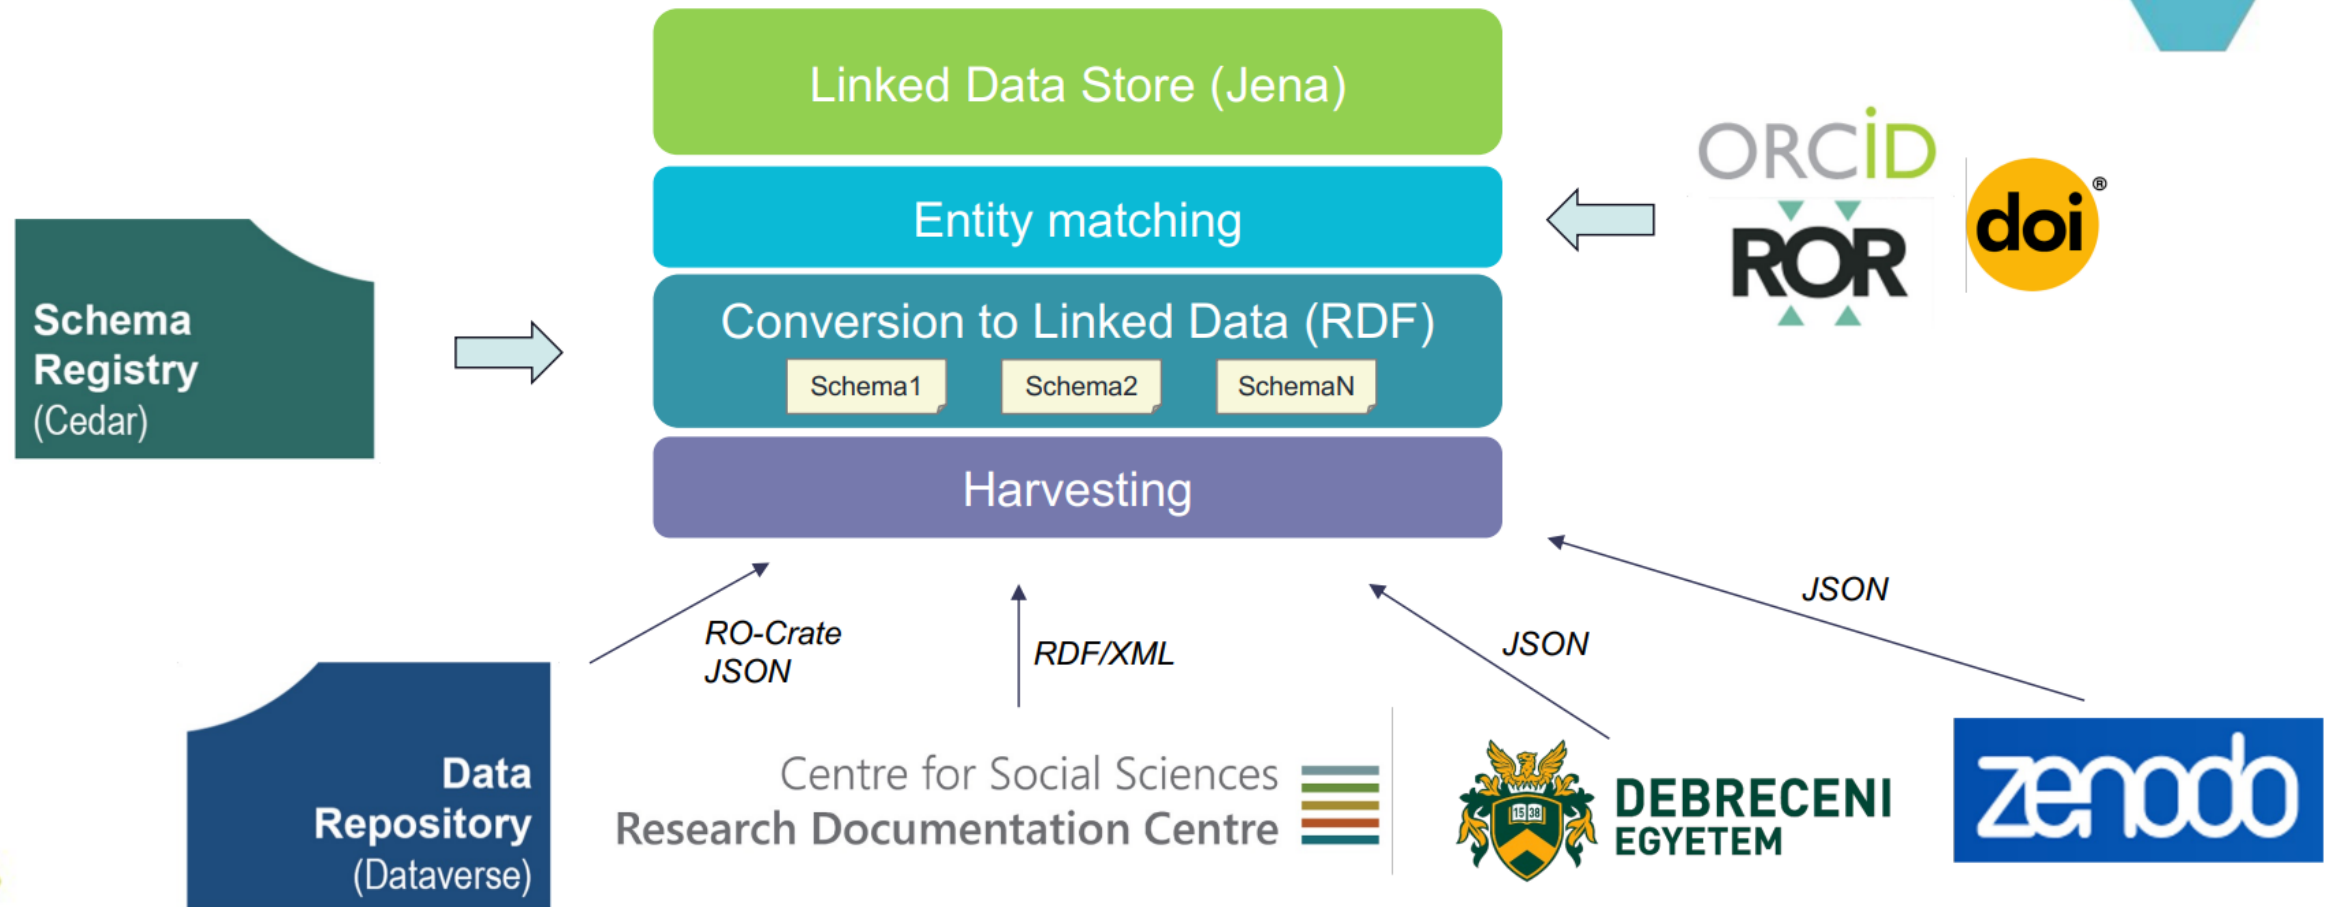 Linked Data Store (Jena)
ORCiD
Entity matching
ROR
doi®
Schema
Registry
(Cedar)
Conversion to Linked Data (RDF)
Schema1
Schema2
SchemaN
Harvesting
RO-Crate
JSON
RDF/XML
JSON
JSON
Data
Repository
(Dataverse)
Centre for Social Sciences
Research Documentation Centre
15 38
DEBRECENI
EGYETEM
zenodo